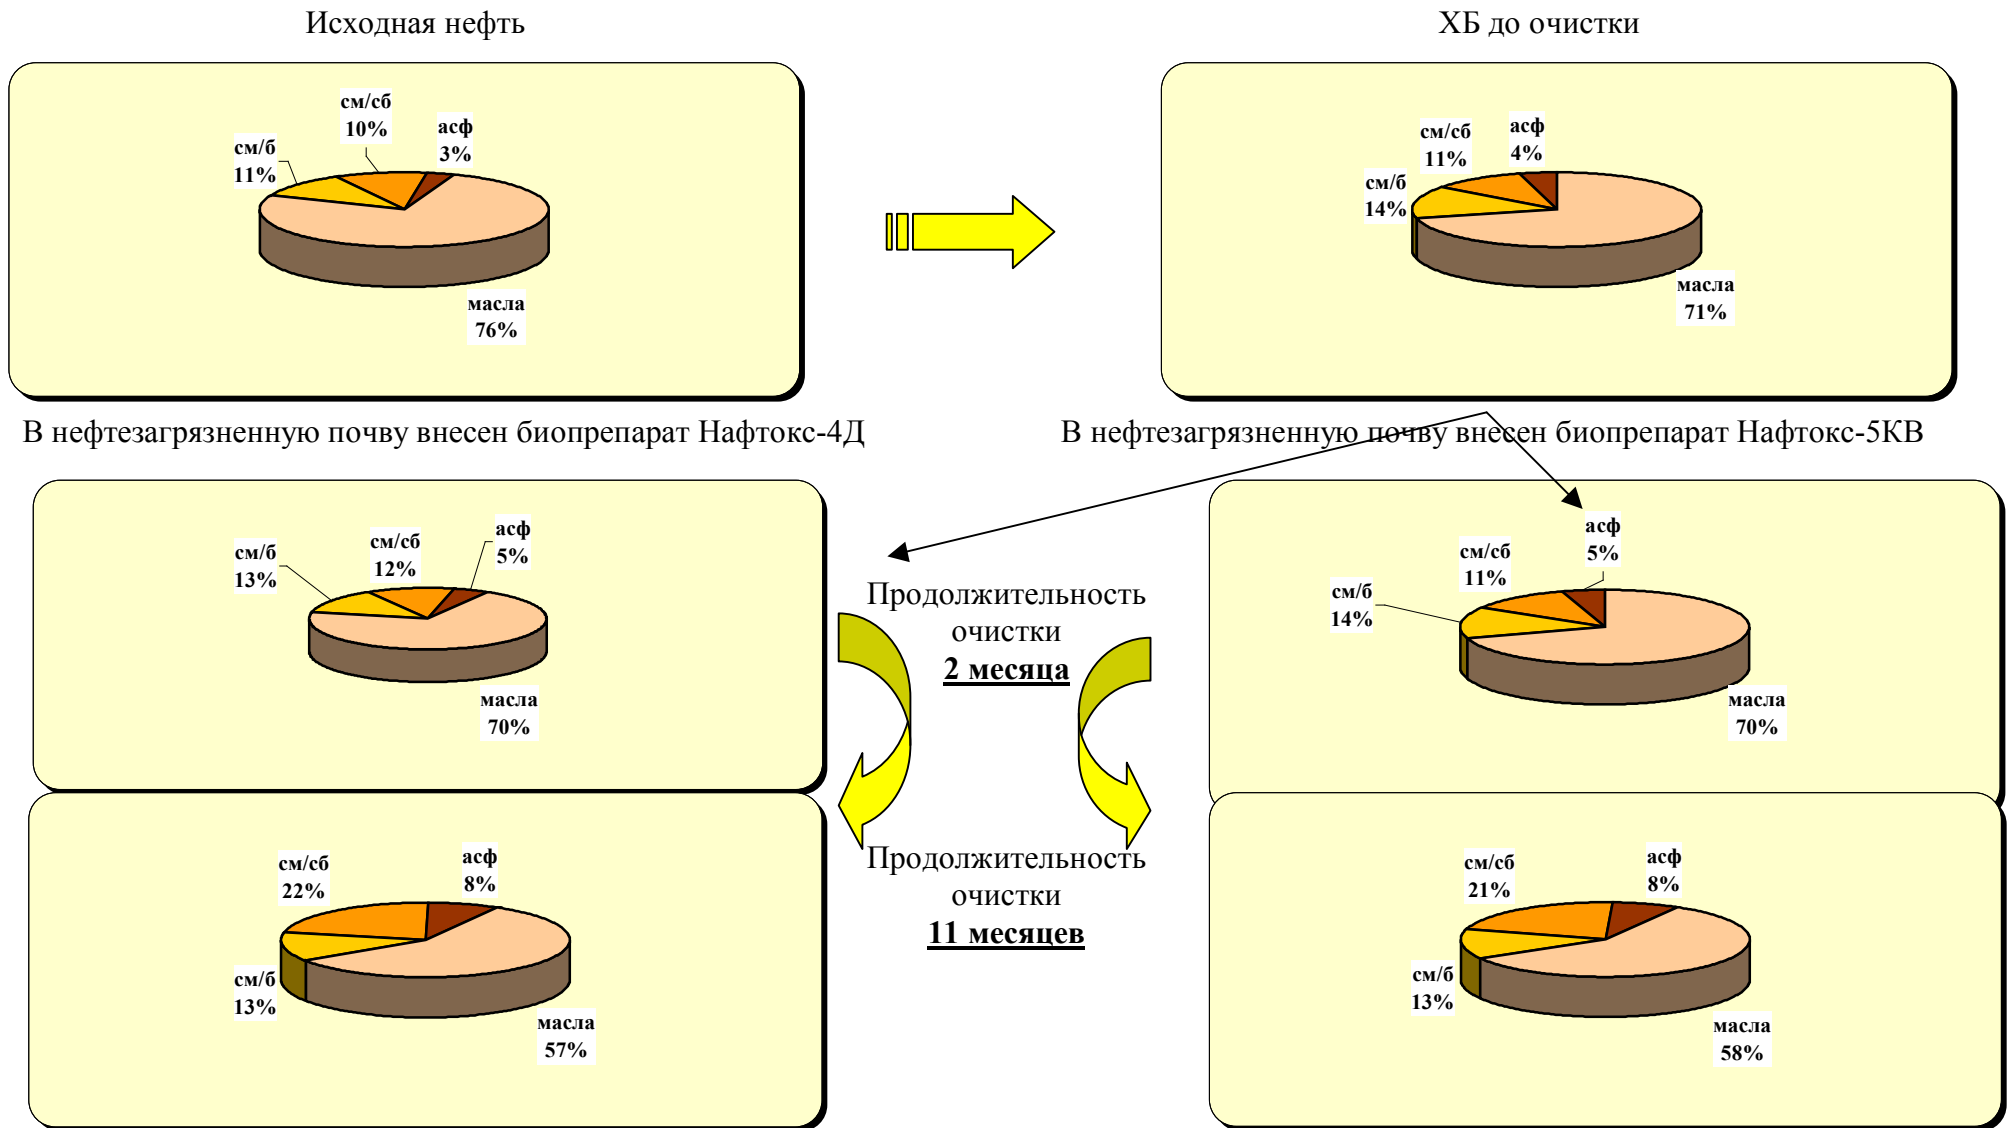 Исходная нефть
ХБ до очистки
см/сб
10%
асф
3%
см/б
11%
масла
76%
см/сб
11%
асф
4%
см/б
14%
масла
71%
В нефтезагрязненную почву внесен биопрепарат Нафтокс-4Д
В нефтезагрязненную почву внесен биопрепарат Нафтокс-5КВ
см/б
13%
см/сб
12%
асф
5%
масла
70%
Продолжительность
очистки
2 месяца
асф
5%
см/сб
11%
см/б
14%
масла
70%
см/сб
22%
асф
8%
см/б
13%
масла
57%
Продолжительность
очистки
11 месяцев
см/сб
21%
асф
8%
см/б
13%
масла
58%